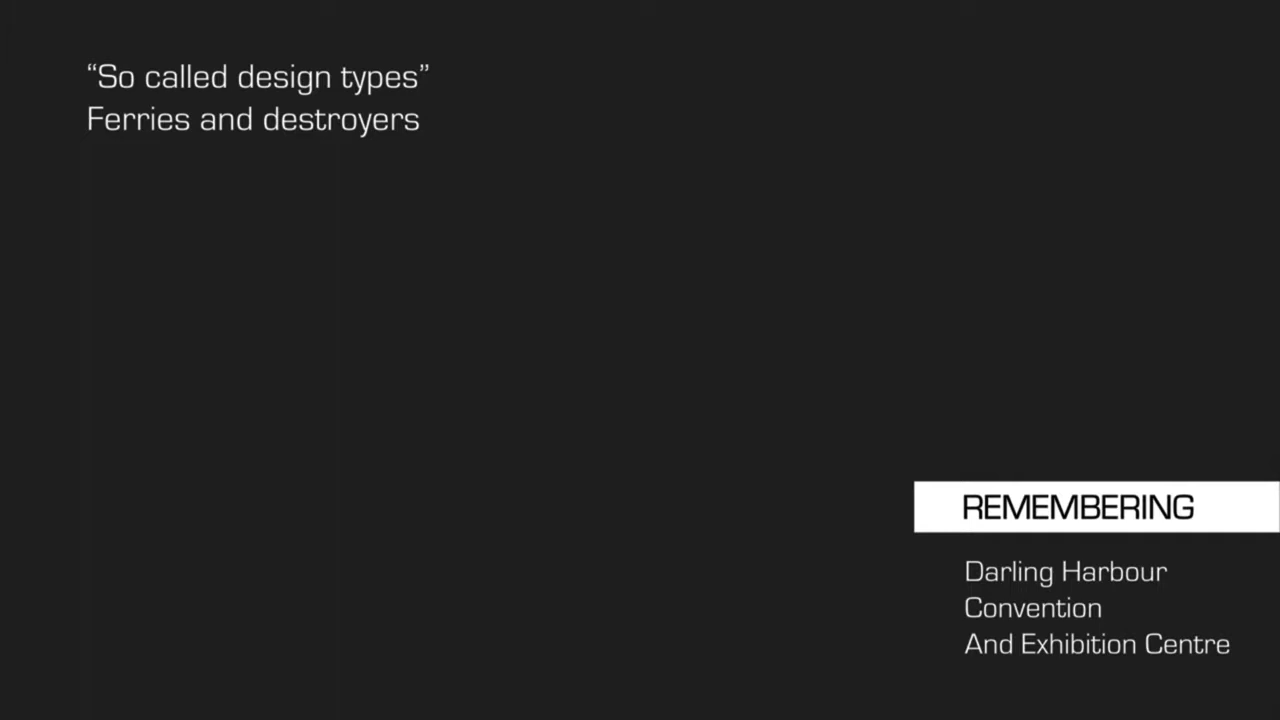 “So called design types”
Ferries and destroyers
REMEMBERING
Darling Harbour
Convention
And Exhibition Centre